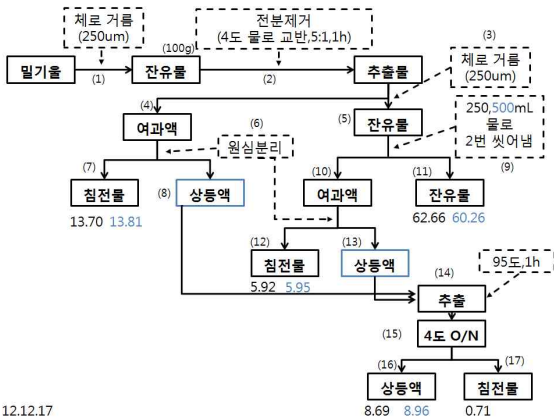 체로 거름
(250um)
전분제거
(4도 물로 교반,5:1,1h)
(3)
체로 거름
(250um)
(100g)
밀기울
(1)
잔유물
(2)
추출물
(4)
여과액
(5)
잔유물
250,500mL
물로
2번 씻어냄
(6)
원심분리
(9)
(7)
침전물
(8)
상등액
(10)
여과액
(11)
잔유물
13.70 13.81
62.66 60.26
(12)
침전물
(13)
상등액
5.92 5.95
(14)
추출
95도,1h
(15)
4도 O/N
(16)
상등액
(17)
침전물
12.12.17
8.69 8.96
0.71